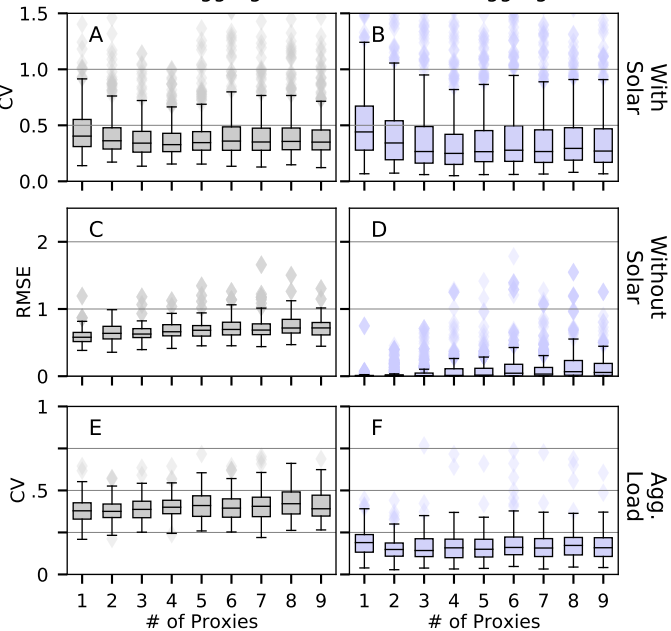 1.5
A
B
1.0
CV
0.5
0.0
With
Solar
C
D
2
RMSE
1
0
Without
Solar
1
E
F
CV
.5
0
Agg.
Load
1 2 3 4 5 6 7 8 9
1 2 3 4 5 6 7 8 9
# of Proxies
# of Proxies